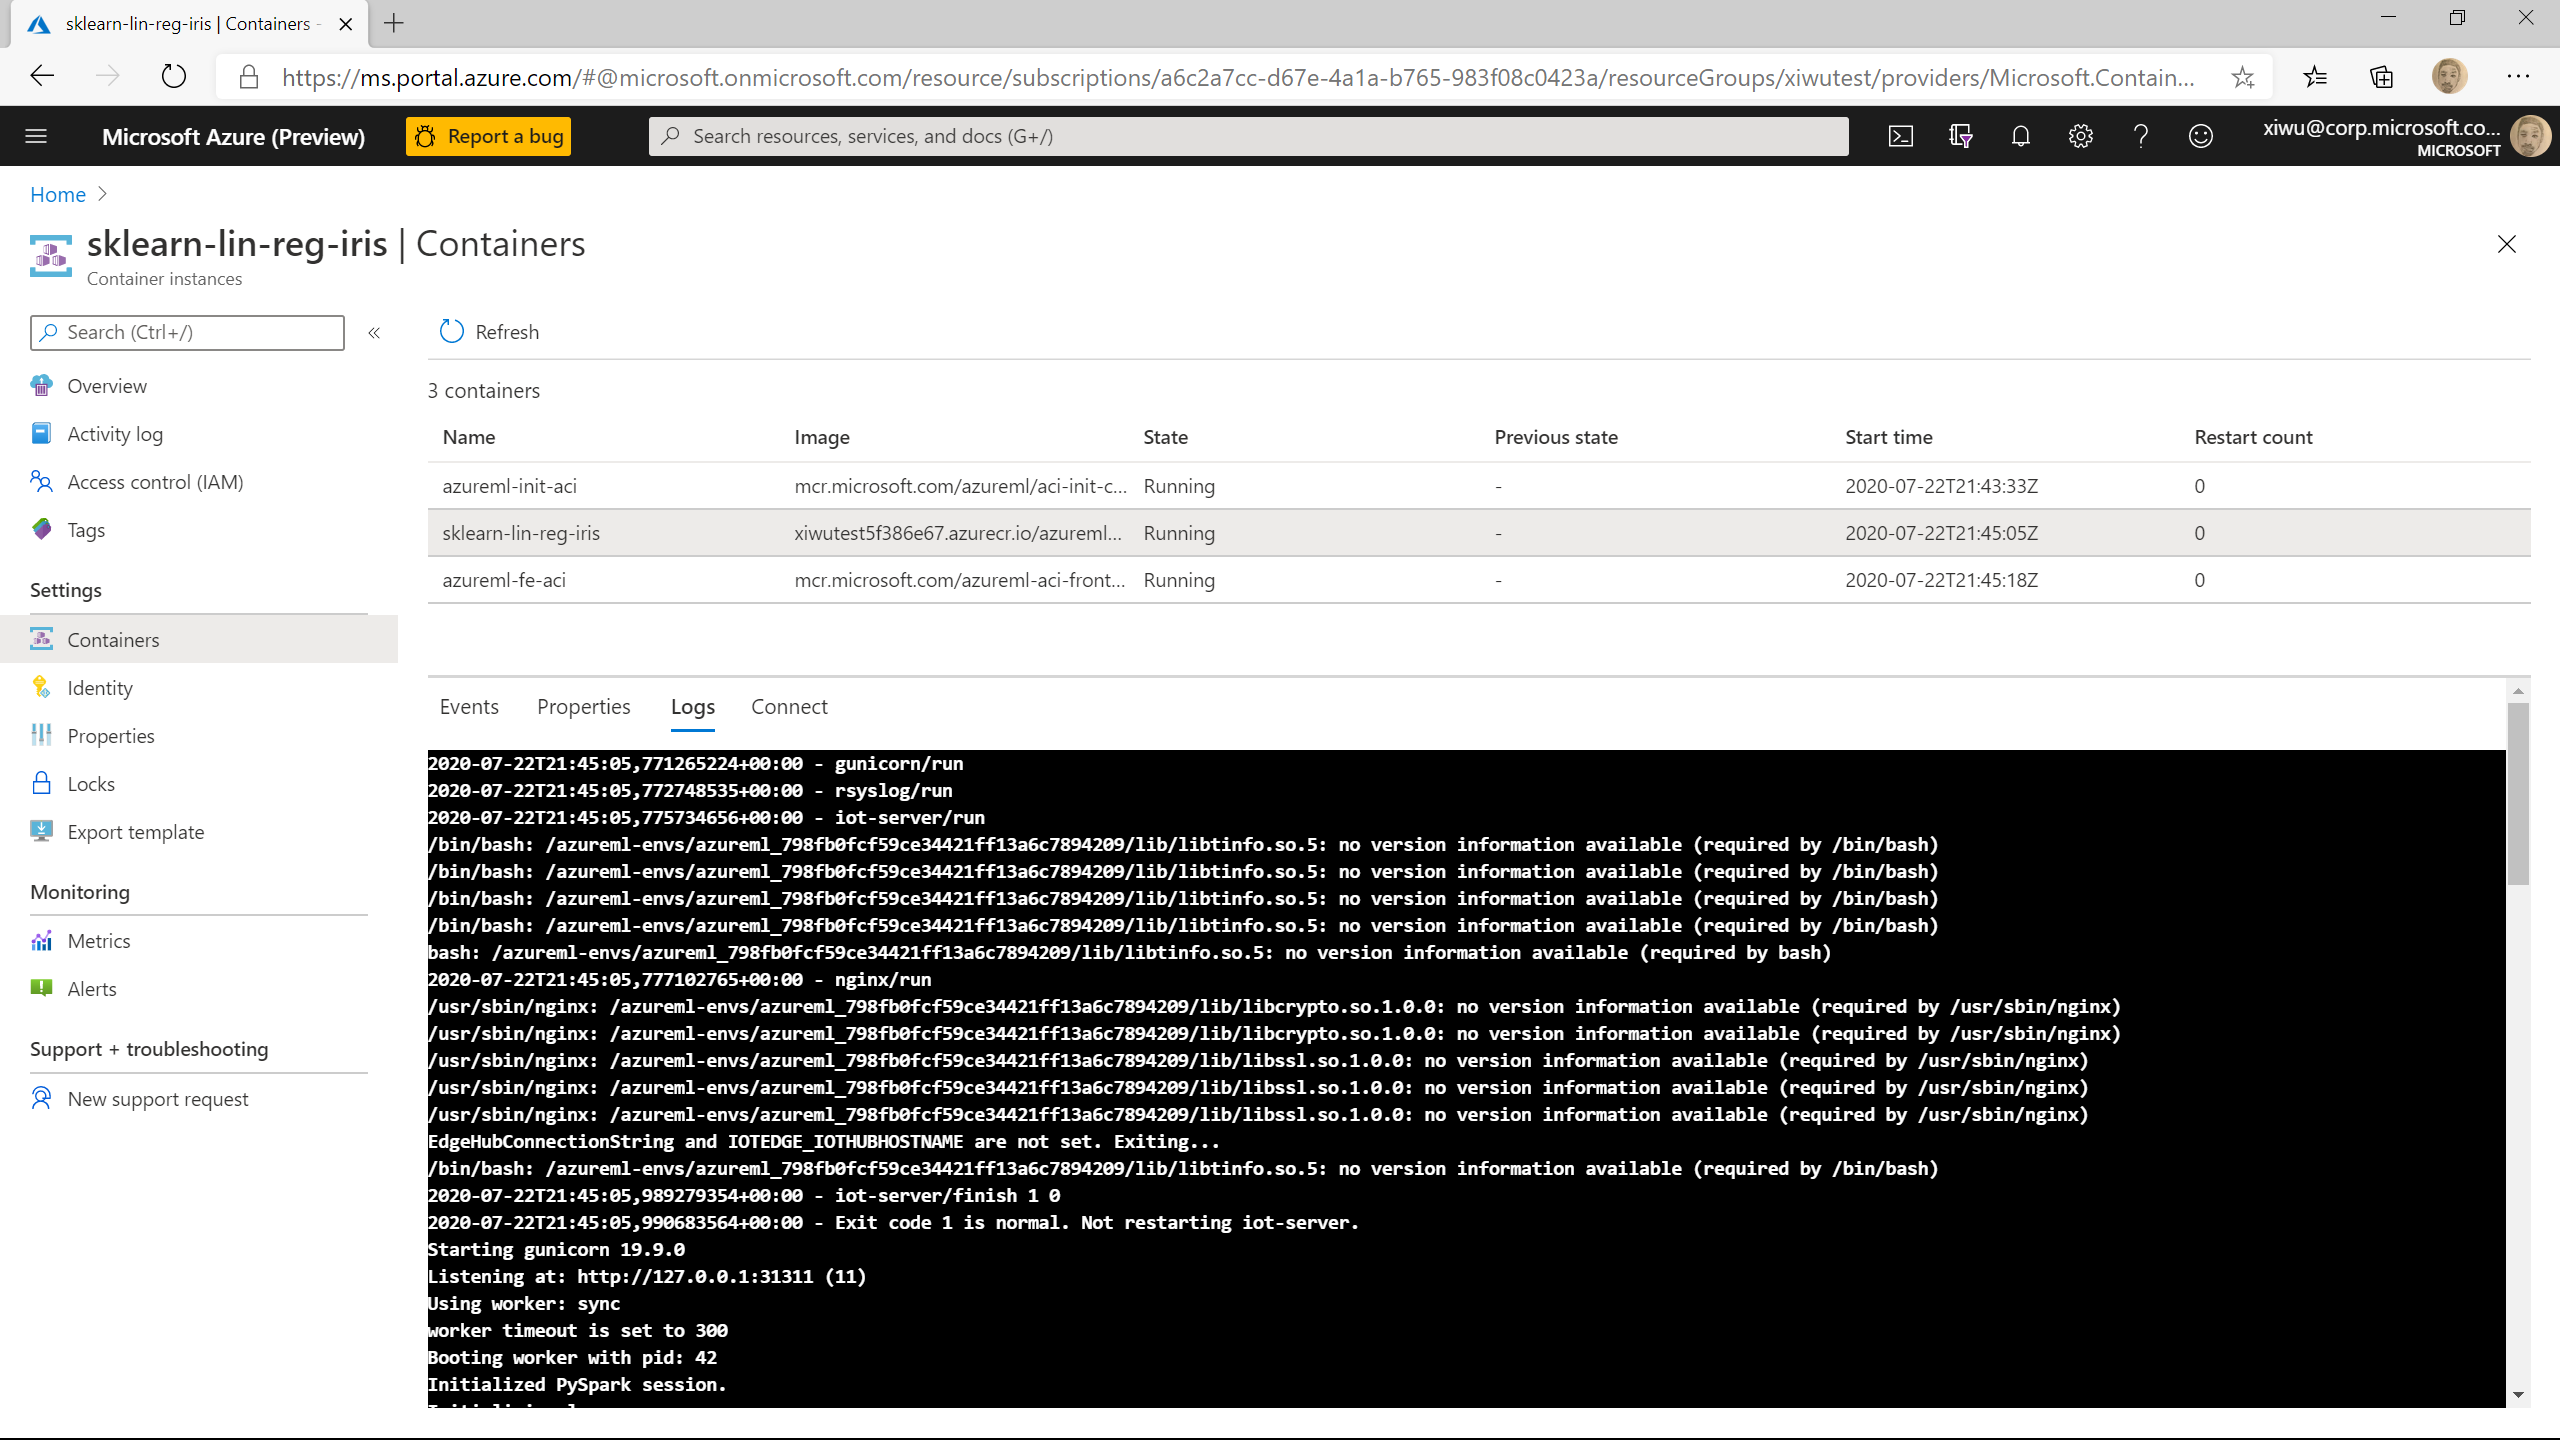 sklearn-lin-reg-iris | Containers -
https://ms.portal.azure.com/#@microsoft.onmicrosoft.com/resource/subscriptions/a6c2a7cc-d67e-4a1a-b765-983f08c0423a/resourceGroups/xiwutest/providers/Microsoft.Contain...
Microsoft Azure (Preview)
Report a bug
Search resources, services, and docs (G+/)
xiwu@corp.microsoft.co...
MICROSOFT
Home
sklearn-lin-reg-iris | Containers
Container instances
Search (Ctrl+/)
Overview
Activity log
Access control (IAM)
Tags
Settings
Containers
Identity
Properties
Locks
Export template
Monitoring
Metrics
Alerts
Support + troubleshooting
New support request
Refresh
3 containers
Name Image State Previous state Start time Restart count
azureml-init-aci mcr.microsoft.com/azureml/aci-init-c... Running - 2020-07-22T21:43:33Z 0
sklearn-lin-reg-iris xiwutest5f386e67.azurecr.io/azureml... Running - 2020-07-22T21:45:05Z 0
azureml-fe-aci mcr.microsoft.com/azureml-aci-front... Running - 2020-07-22T21:45:18Z 0
Events Properties Logs Connect
2020-07-22T21:45:05,771265224+00:00 - gunicorn/run
2020-07-22T21:45:05,772748535+00:00 - rsyslog/run
2020-07-22T21:45:05,775734656+00:00 - iot-server/run
/bin/bash: /azureml-envs/azureml_798fb0fcf59ce34421ff13a6c7894209/lib/libtinfo.so.5: no version information available (required by /bin/bash)
/bin/bash: /azureml-envs/azureml_798fb0fcf59ce34421ff13a6c7894209/lib/libtinfo.so.5: no version information available (required by /bin/bash)
/bin/bash: /azureml-envs/azureml_798fb0fcf59ce34421ff13a6c7894209/lib/libtinfo.so.5: no version information available (required by /bin/bash)
/bin/bash: /azureml-envs/azureml_798fb0fcf59ce34421ff13a6c7894209/lib/libtinfo.so.5: no version information available (required by /bin/bash)
bash: /azureml-envs/azureml_798fb0fcf59ce34421ff13a6c7894209/lib/libtinfo.so.5: no version information available (required by bash)
2020-07-22T21:45:05,777102765+00:00 - nginx/run
/usr/sbin/nginx: /azureml-envs/azureml_798fb0fcf59ce34421ff13a6c7894209/lib/libcrypto.so.1.0.0: no version information available (required by /usr/sbin/nginx)
/usr/sbin/nginx: /azureml-envs/azureml_798fb0fcf59ce34421ff13a6c7894209/lib/libcrypto.so.1.0.0: no version information available (required by /usr/sbin/nginx)
/usr/sbin/nginx: /azureml-envs/azureml_798fb0fcf59ce34421ff13a6c7894209/lib/libssl.so.1.0.0: no version information available (required by /usr/sbin/nginx)
/usr/sbin/nginx: /azureml-envs/azureml_798fb0fcf59ce34421ff13a6c7894209/lib/libssl.so.1.0.0: no version information available (required by /usr/sbin/nginx)
/usr/sbin/nginx: /azureml-envs/azureml_798fb0fcf59ce34421ff13a6c7894209/lib/libssl.so.1.0.0: no version information available (required by /usr/sbin/nginx)
EdgeHubConnectionString and IOTEDGE_IOTHUBHOSTNAME are not set. Exiting...
/bin/bash: /azureml-envs/azureml_798fb0fcf59ce34421ff13a6c7894209/lib/libtinfo.so.5: no version information available (required by /bin/bash)
2020-07-22T21:45:05,989279354+00:00 - iot-server/finish 1 0
2020-07-22T21:45:05,990683564+00:00 - Exit code 1 is normal. Not restarting iot-server.
Starting gunicorn 19.9.0
Listening at: http://127.0.0.1:31311 (11)
Using worker: sync
worker timeout is set to 300
Booting worker with pid: 42
Initialized PySpark session.